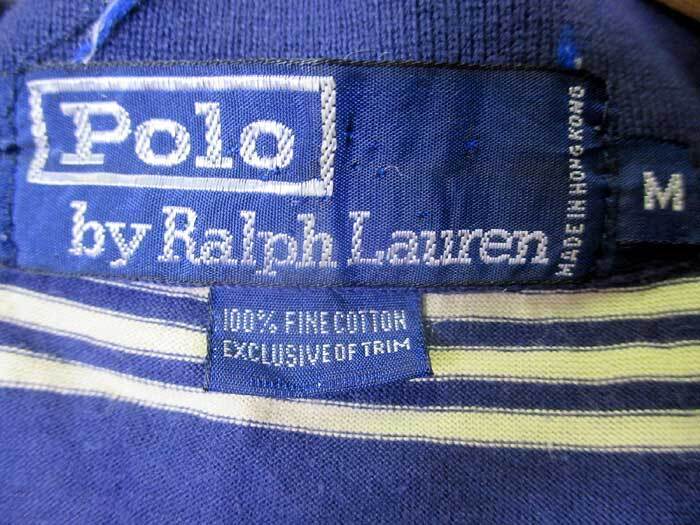 Polo
by Ralph Lauren
MADE IN HONG KONG
M
100% FINE COTTON
EXCLUSIVE OF TRIM